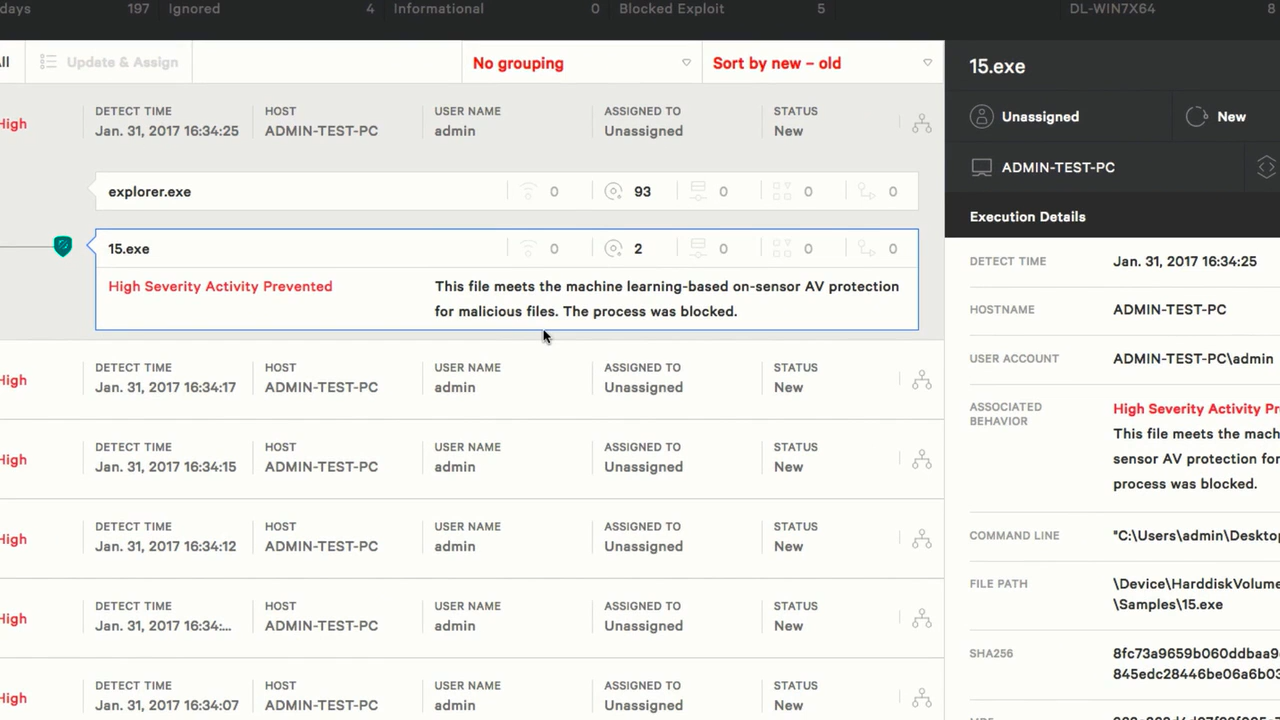 days 197 Ignored 4 Informational 0 Blocked Exploit 5 DL-WIN7X64 8
Update & Assign No grouping Sort by new – old
High DETECT TIME HOST USER NAME ASSIGNED TO STATUS
Jan. 31, 2017 16:34:25 ADMIN-TEST-PC admin Unassigned New
explorer.exe 0 93 0 0 0
15.exe 0 2 0 0 0
High Severity Activity Prevented This file meets the machine learning-based on-sensor AV protection
for malicious files. The process was blocked.
High DETECT TIME HOST USER NAME ASSIGNED TO STATUS
Jan. 31, 2017 16:34:17 ADMIN-TEST-PC admin Unassigned New
High DETECT TIME HOST USER NAME ASSIGNED TO STATUS
Jan. 31, 2017 16:34:15 ADMIN-TEST-PC admin Unassigned New
High DETECT TIME HOST USER NAME ASSIGNED TO STATUS
Jan. 31, 2017 16:34:12 ADMIN-TEST-PC admin Unassigned New
High DETECT TIME HOST USER NAME ASSIGNED TO STATUS
Jan. 31, 2017 16:34:... ADMIN-TEST-PC admin Unassigned New
High DETECT TIME HOST USER NAME ASSIGNED TO STATUS
Jan. 31, 2017 16:34:07 ADMIN-TEST-PC admin Unassigned New
15.exe
Unassigned New
ADMIN-TEST-PC
Execution Details
DETECT TIME Jan. 31, 2017 16:34:25
HOSTNAME ADMIN-TEST-PC
USER ACCOUNT ADMIN-TEST-PC\admin
ASSOCIATED High Severity Activity Pr
BEHAVIOR This file meets the mach
sensor AV protection for
process was blocked.
COMMAND LINE "C:\Users\admin\Deskto
FILE PATH \Device\HarddiskVolume
\Samples\15.exe
SHA256 8fc73a9659b060ddbaa9
845edc28446be06a6b03